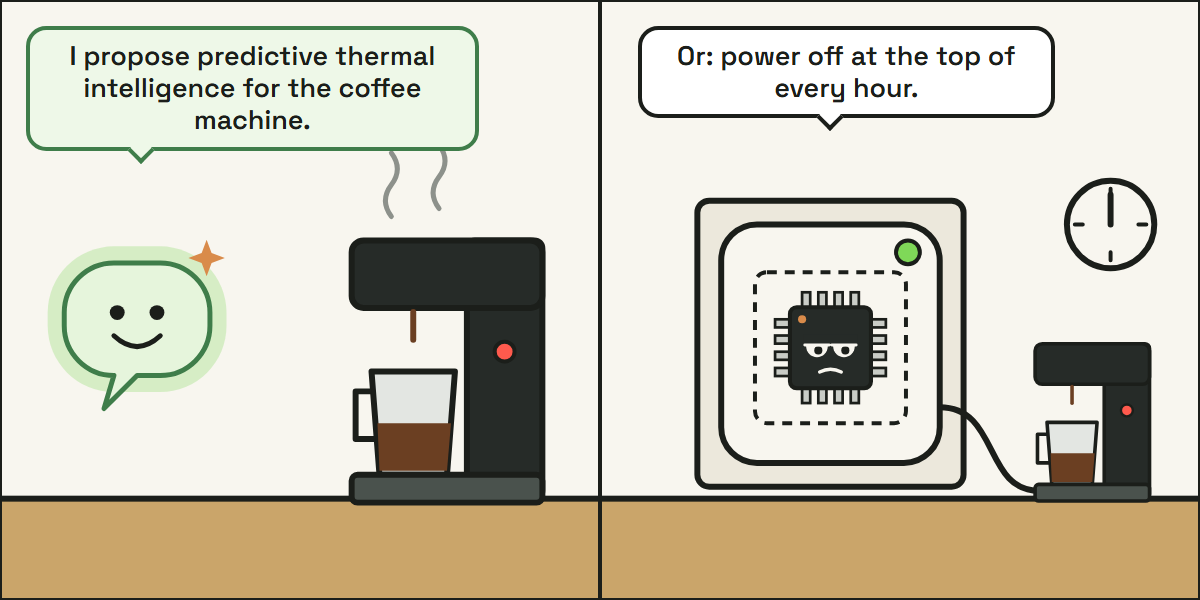 I propose predictive thermal
intelligence for the coffee
machine.
Or: power off at the top of
every hour.